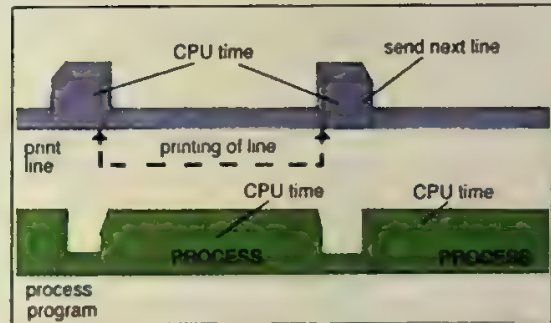 CPU time
send next line
print
line
printing of line
CPU time
CPU time
PROCESS
PROCESS
process
program